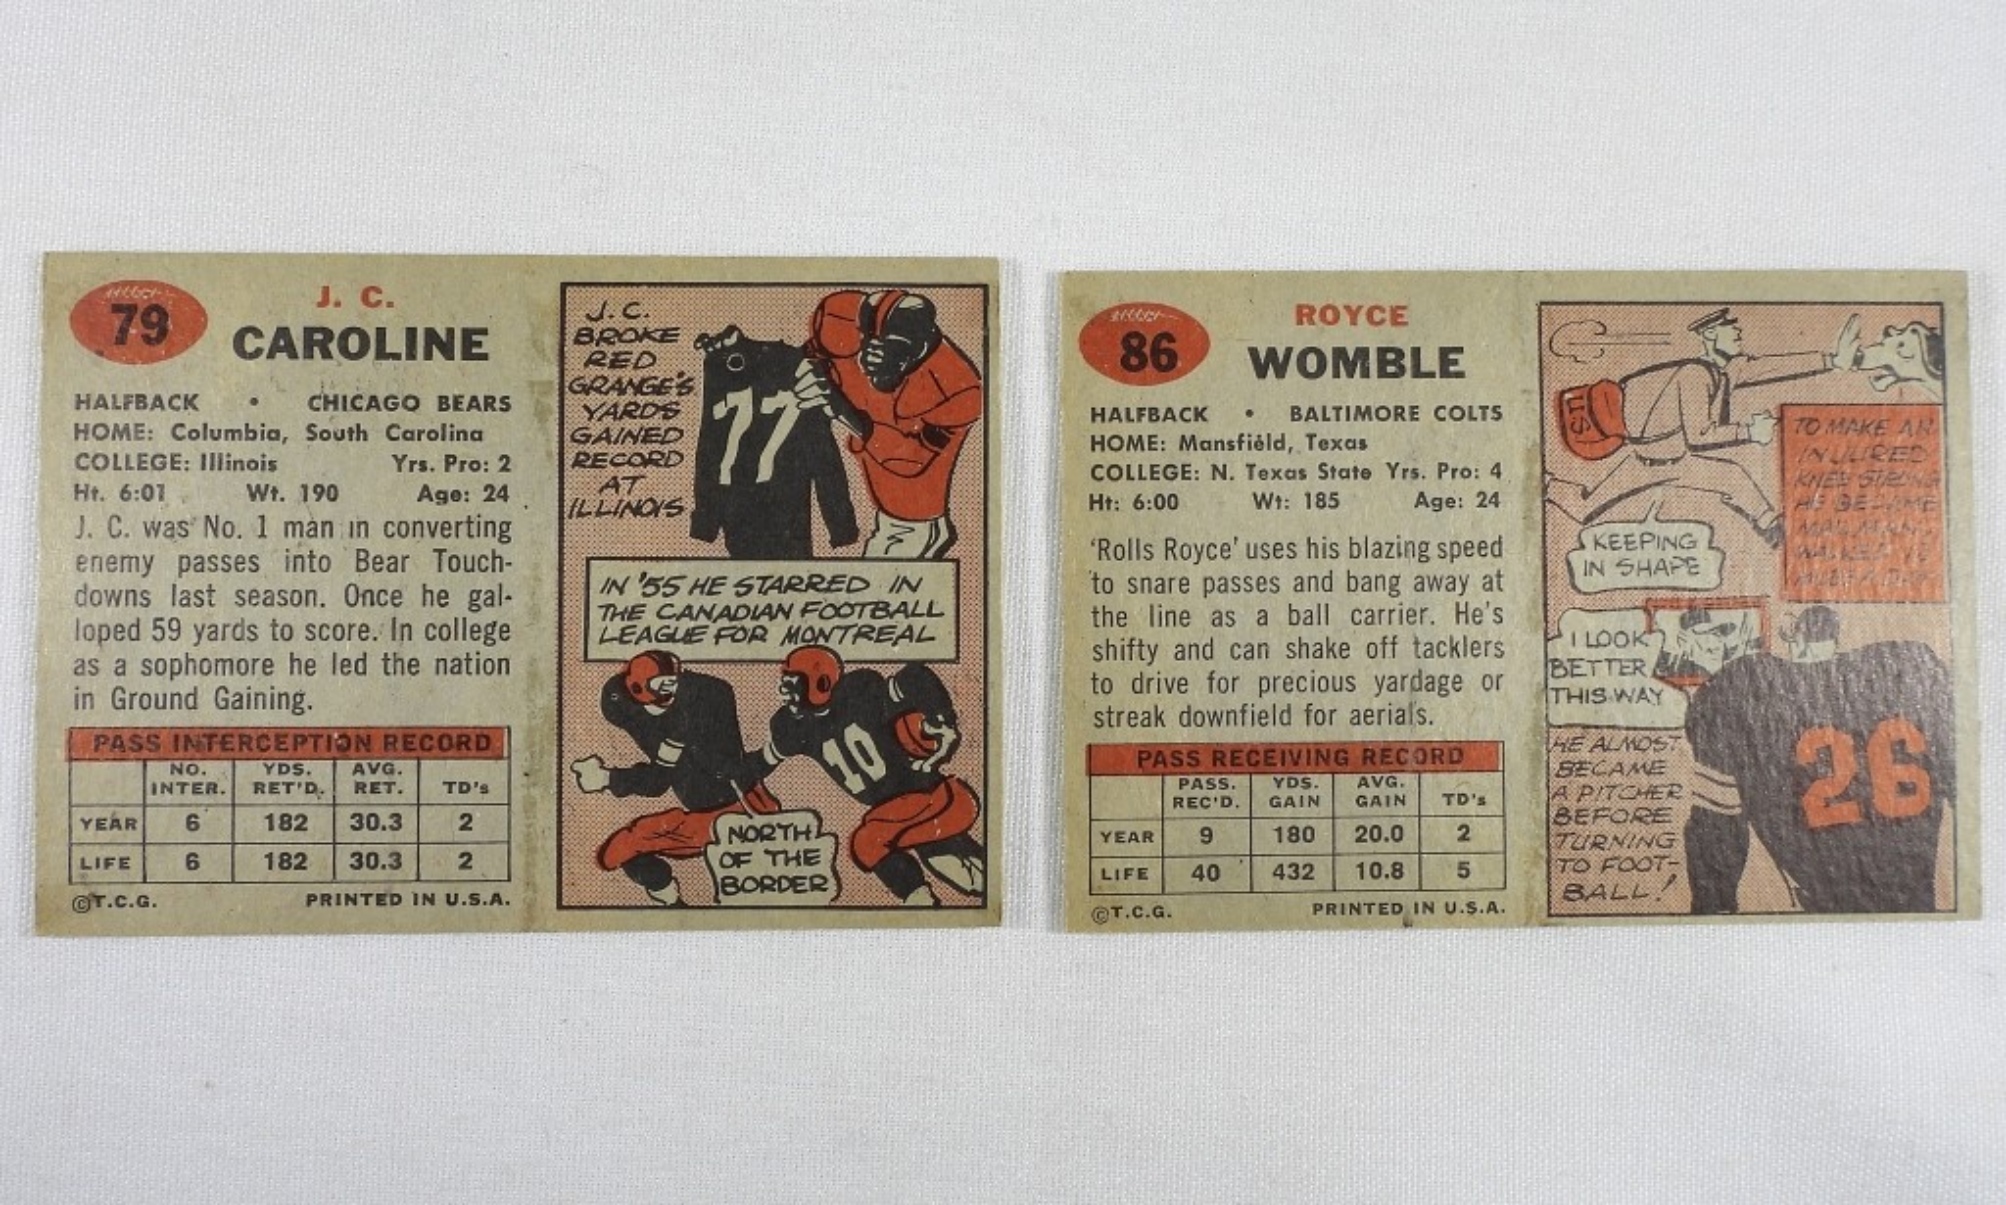 79
J. C.
CAROLINE
HALFBACK • CHICAGO BEARS
HOME: Columbia, South Carolina
COLLEGE: Illinois Yrs. Pro: 2
Ht. 6:01 Wt. 190 Age: 24
J. C. was No. 1 man in converting
enemy passes into Bear Touch-
downs last season. Once he gal-
loped 59 yards to score. In college
as a sophomore he led the nation
in Ground Gaining.
PASS INTERCEPTION RECORD
NO. INTER. YDS. RET'D. AVG. RET. TD's
YEAR 6 182 30.3 2
LIFE 6 182 30.3 2
©T.C.G. PRINTED IN U.S.A.
J. C.
BROKE
RED
GRANGE'S
YARDS
GAINED
RECORD
AT
ILLINOIS
77
IN '55 HE STARRED IN
THE CANADIAN FOOTBALL
LEAGUE FOR MONTREAL
10
NORTH
OF THE
BORDER
86
ROYCE
WOMBLE
HALFBACK • BALTIMORE COLTS
HOME: Mansfield, Texas
COLLEGE: N. Texas State Yrs. Pro: 4
Ht: 6:00 Wt: 185 Age: 24
'Rolls Royce' uses his blazing speed
to snare passes and bang away at
the line as a ball carrier. He's
shifty and can shake off tacklers
to drive for precious yardage or
streak downfield for aerials.
PASS RECEIVING RECORD
PASS. REC'D. YDS. GAIN AVG. GAIN TD's
YEAR 9 180 20.0 2
LIFE 40 432 10.8 5
©T.C.G. PRINTED IN U.S.A.
US
TO MAKE AN
INJURED
KNEE STRONG
HE BECAME
MAILMAN,
WALKED
MILES A DAY
KEEPING
IN SHAPE
I LOOK
BETTER
THIS WAY
26
HE ALMOST
BECAME
A PITCHER
BEFORE
TURNING
TO FOOT-
BALL!